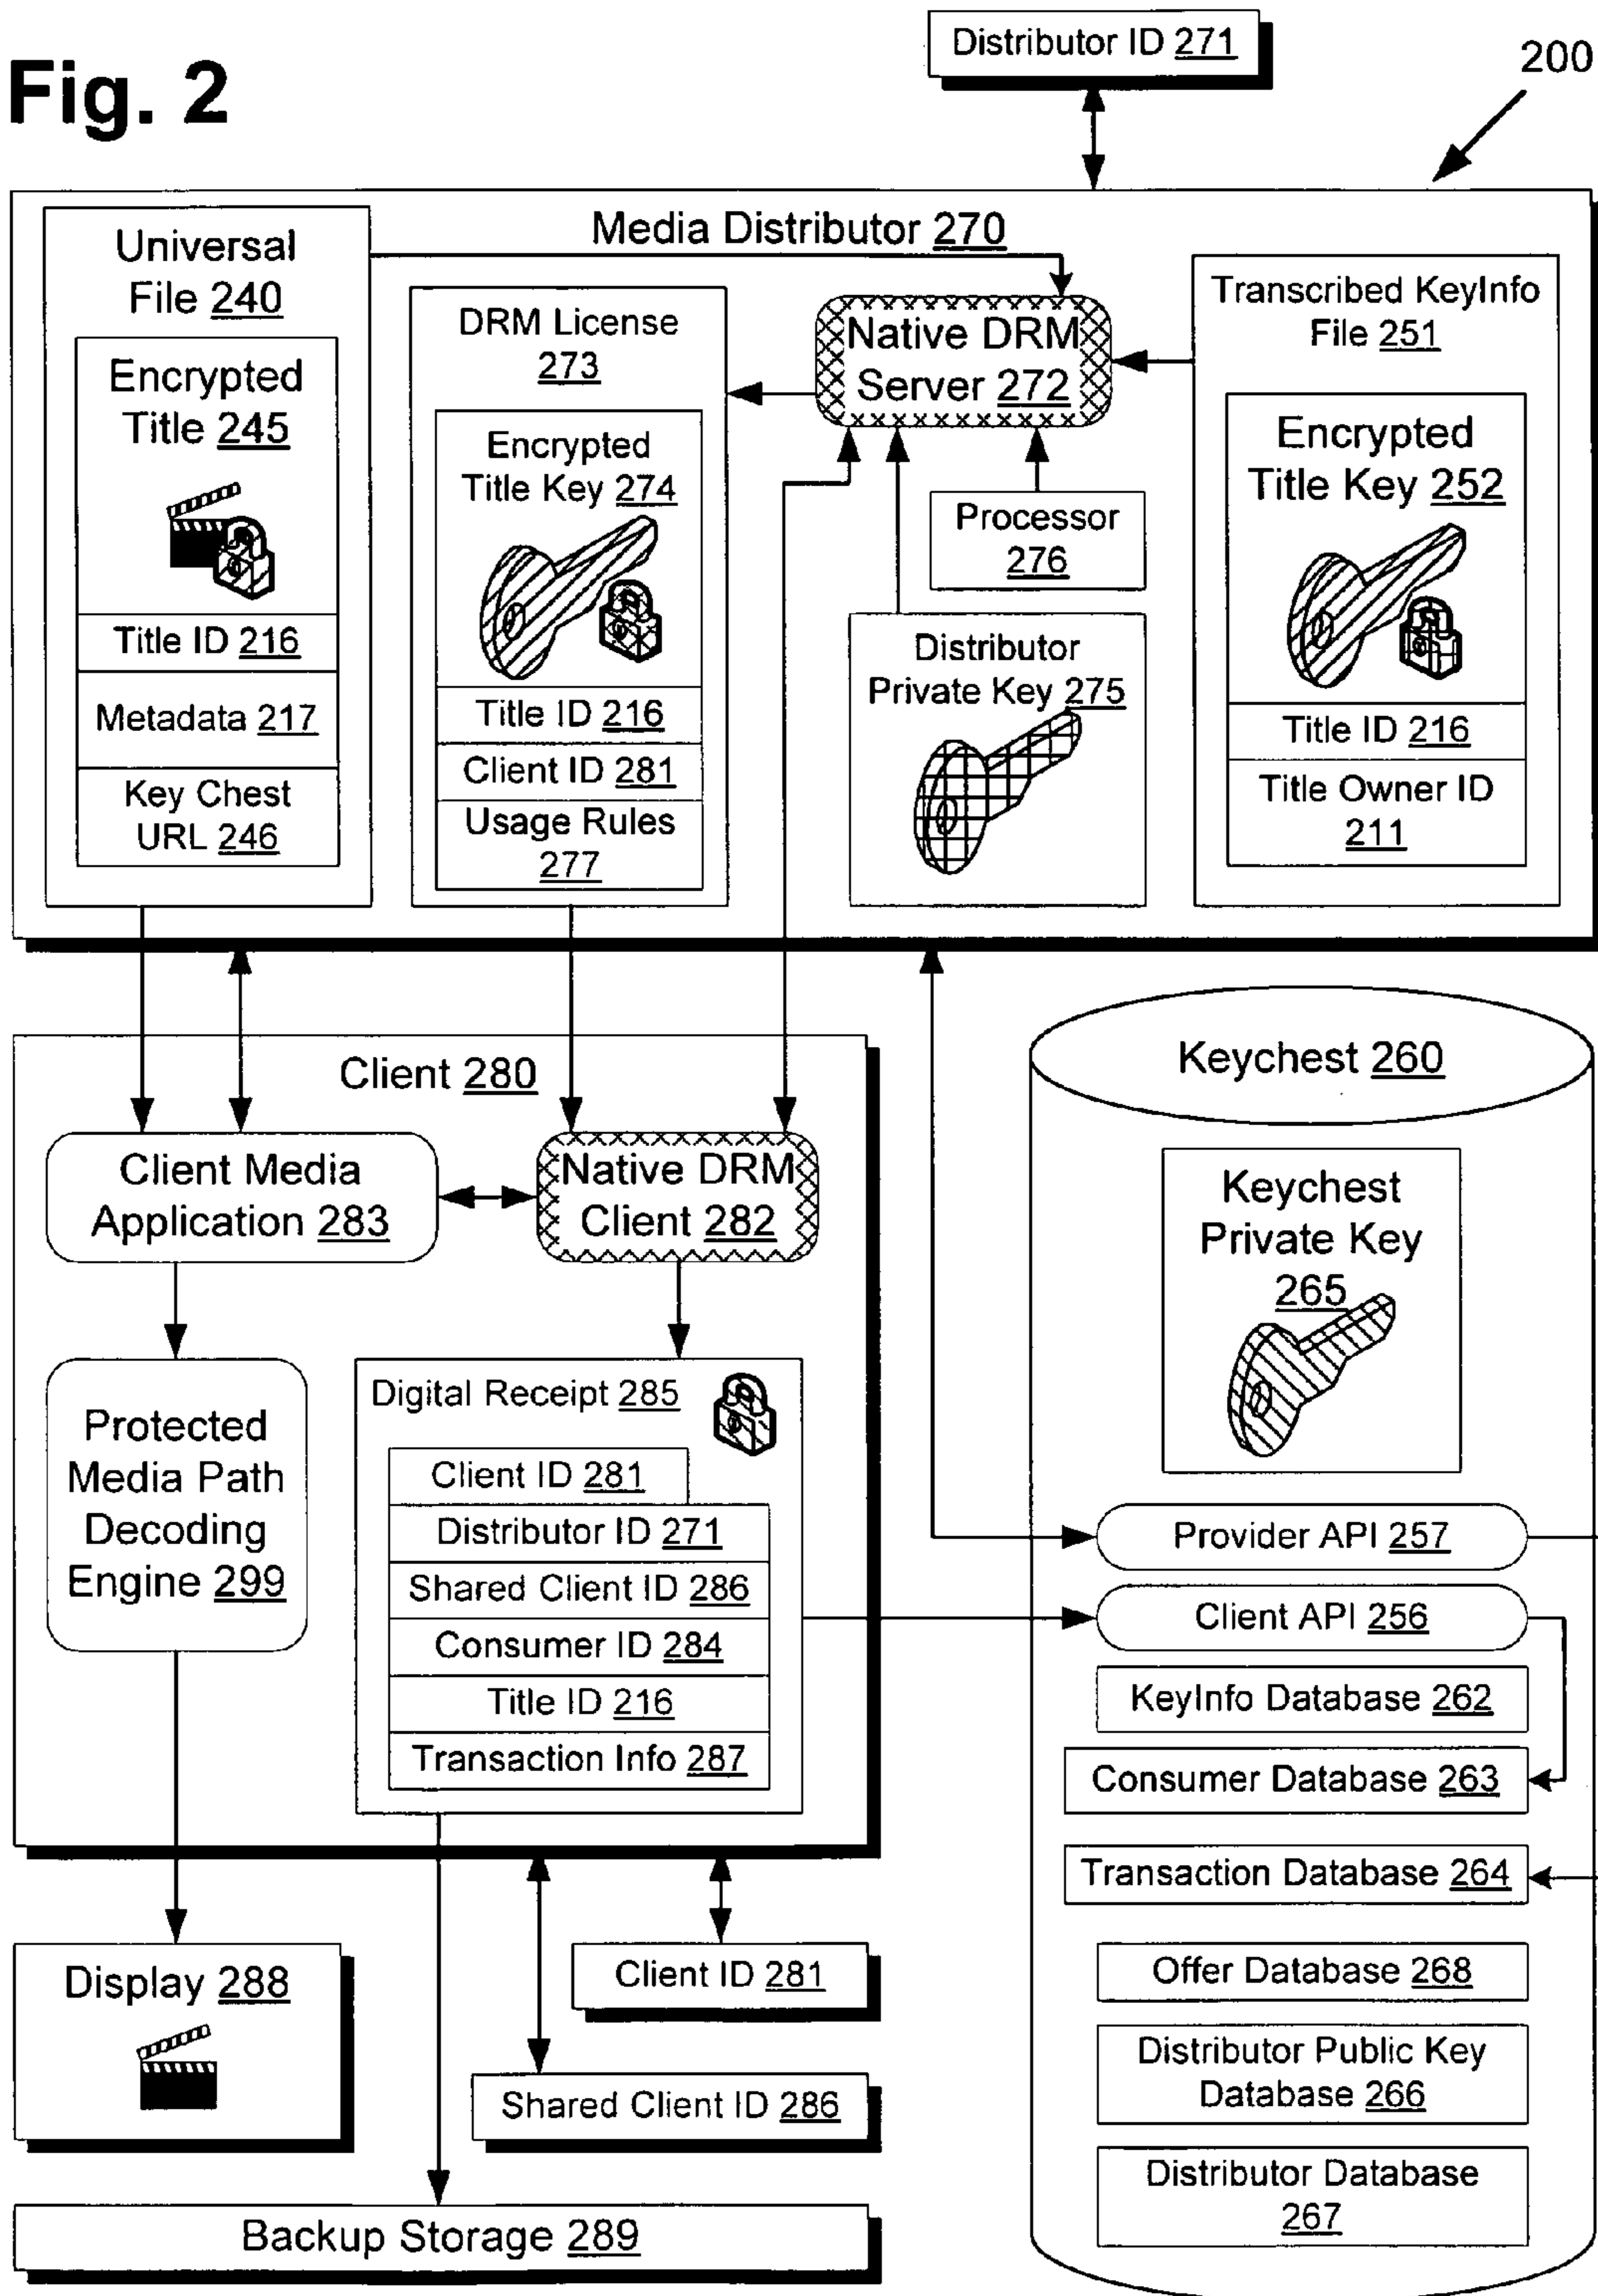 Fig. 2
Distributor ID 271
200
Media Distributor 270
Universal
File 240
Encrypted
Title 245
Title ID 216
Metadata 217
Key Chest
URL 246
DRM License
273
Encrypted
Title Key 274
Title ID 216
Client ID 281
Usage Rules
277
Native DRM
Server 272
Processor
276
Distributor
Private Key 275
Transcribed KeyInfo
File 251
Encrypted
Title Key 252
Title ID 216
Title Owner ID
211
Client 280
Client Media
Application 283
Native DRM
Client 282
Protected
Media Path
Decoding
Engine 299
Digital Receipt 285
Client ID 281
Distributor ID 271
Shared Client ID 286
Consumer ID 284
Title ID 216
Transaction Info 287
Display 288
Client ID 281
Shared Client ID 286
Backup Storage 289
Keychest 260
Keychest
Private Key
265
Provider API 257
Client API 256
KeyInfo Database 262
Consumer Database 263
Transaction Database 264
Offer Database 268
Distributor Public Key
Database 266
Distributor Database
267